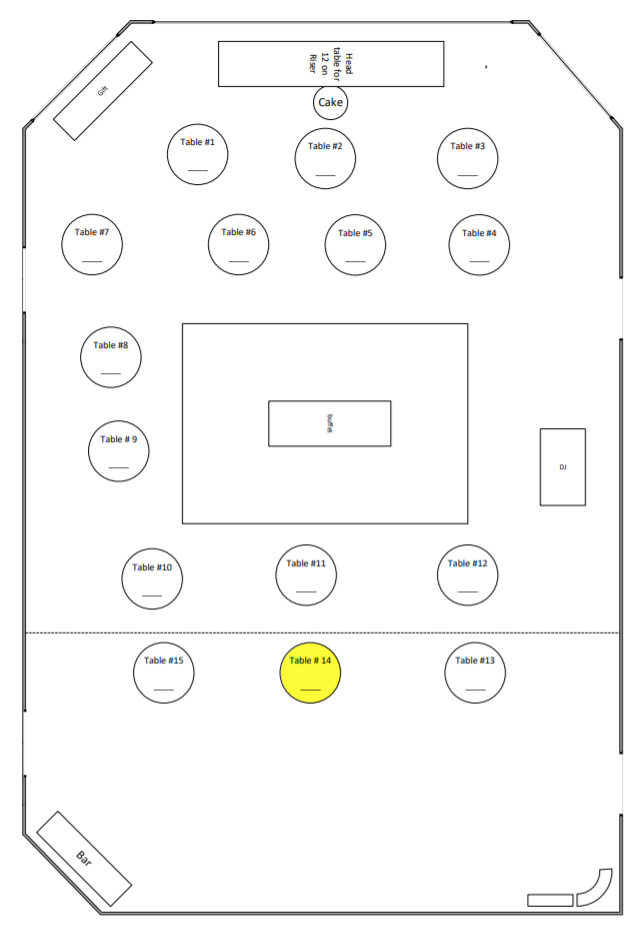 Head
table for
12 on
Riser
Gift
Cake
Table #1
____
Table #2
____
Table #3
____
Table #7
____
Table #6
____
Table #5
____
Table #4
____
Table #8
____
buffet
Table # 9
____
DJ
Table #10
____
Table #11
____
Table #12
____
Table #15
____
Table # 14
____
Table #13
____
Bar